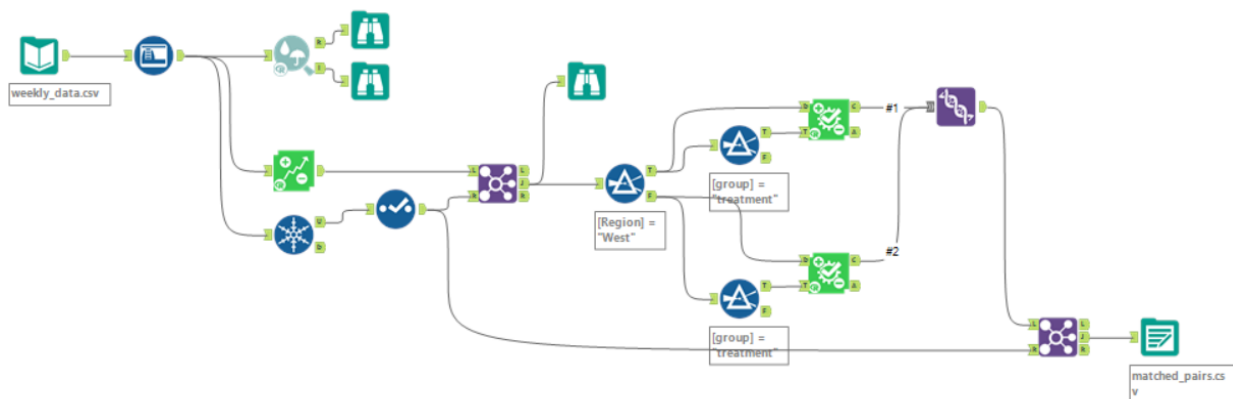 weekly_data.csv
R
I
L
R
L
J
R
U
D
[Region] =
"West"
T
F
T
F
[group] =
"treatment"
D
T
C
A
#1
#2
T
F
[group] =
"treatment"
D
T
C
A
L
R
L
J
R
matched_pairs.cs
v